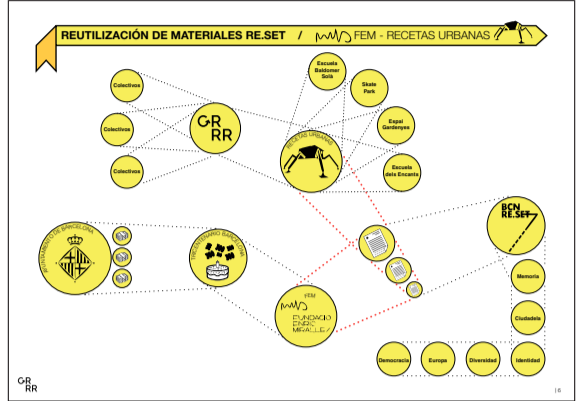 REUTILIZACIÓN DE MATERIALES RE.SET / FEM - RECETAS URBANAS
Colectivos
Colectivos
Colectivos
GR
RR
RECETAS URBANAS
Escuela
Baldomer
Solà
Skate
Park
Espai
Gardenyes
Escuela
dels Encants
AYUNTAMIENTO DE BARCELONA
TRICENTENARIO BARCELONA
FEM
FUNDACIÓ
ENRIC
MIRALLES
BCN
RE.SET
Memoria
Ciudadela
Democracia
Europa
Diversidad
Identidad
GR
RR
| 6